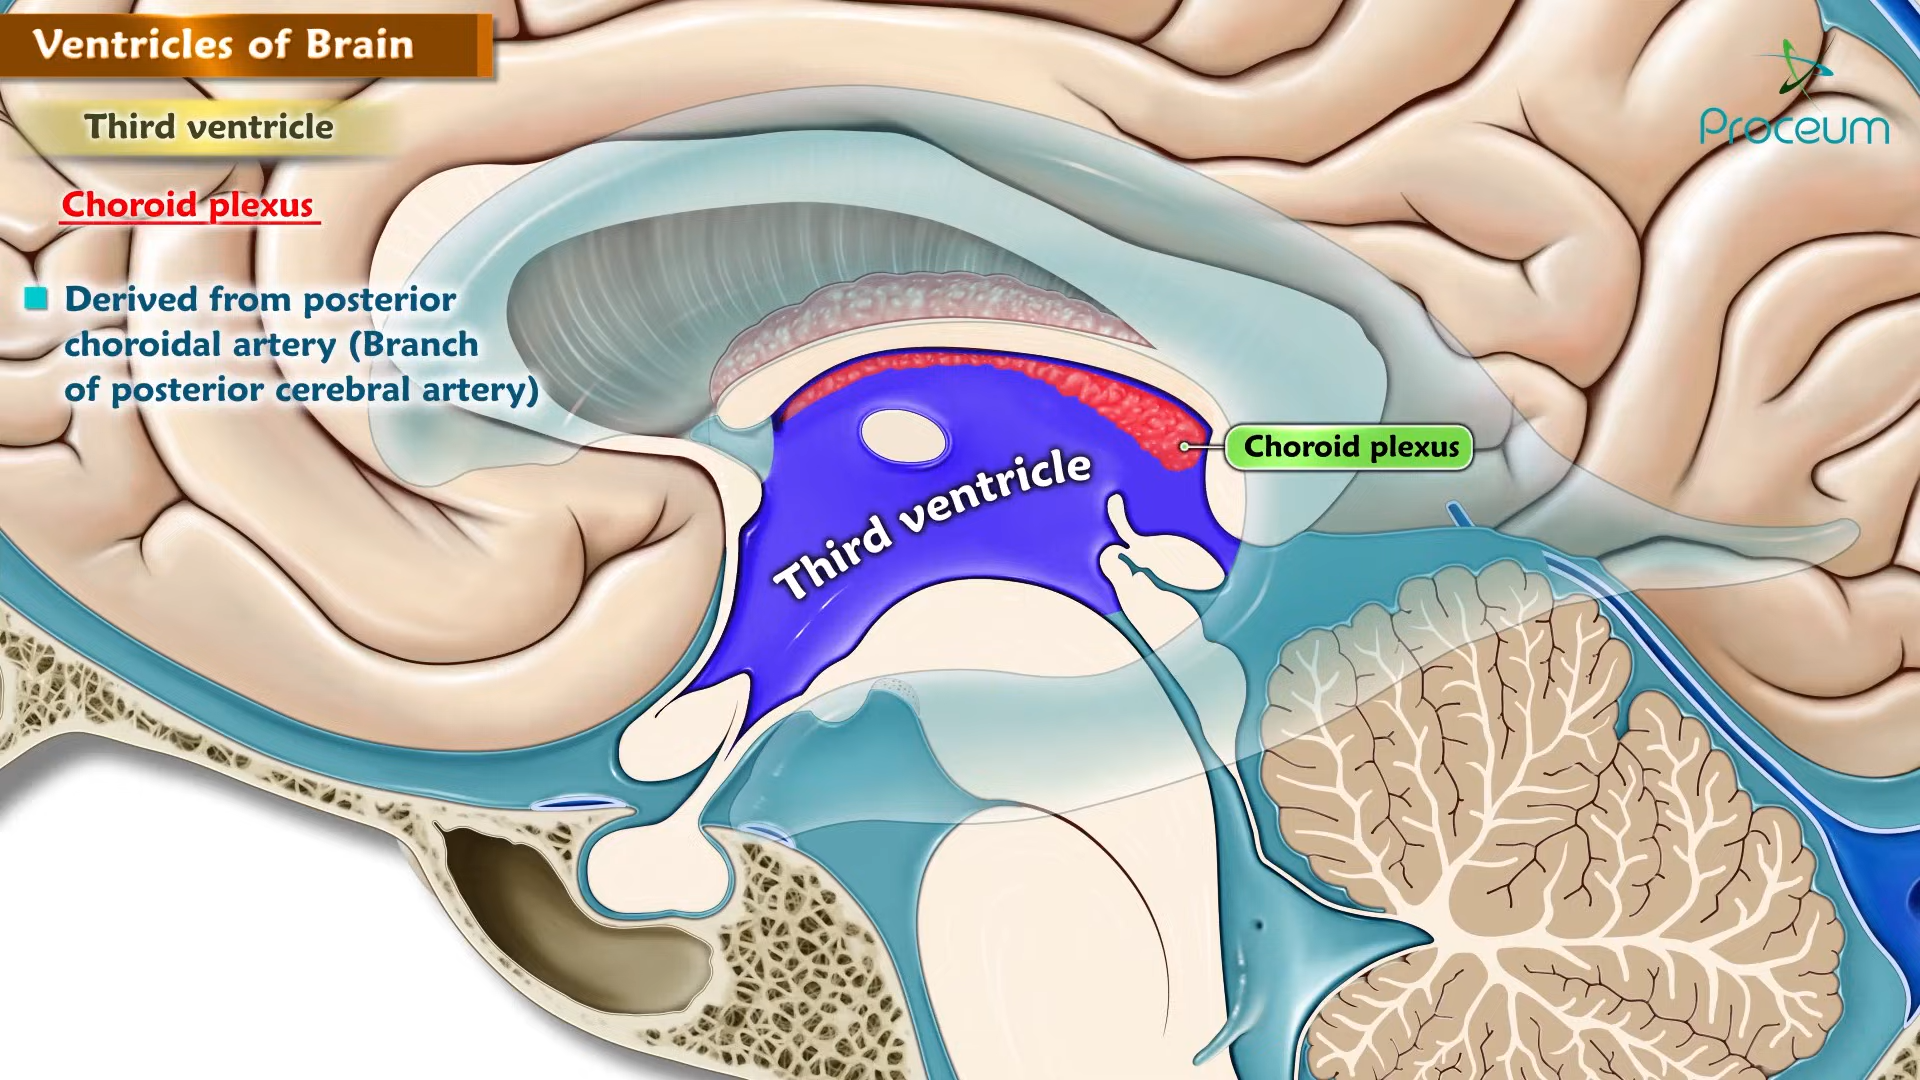 Ventricles of Brain
Third ventricle
Choroid plexus
Derived from posterior
choroidal artery (Branch
of posterior cerebral artery)
Proceum
Choroid plexus
Third ventricle